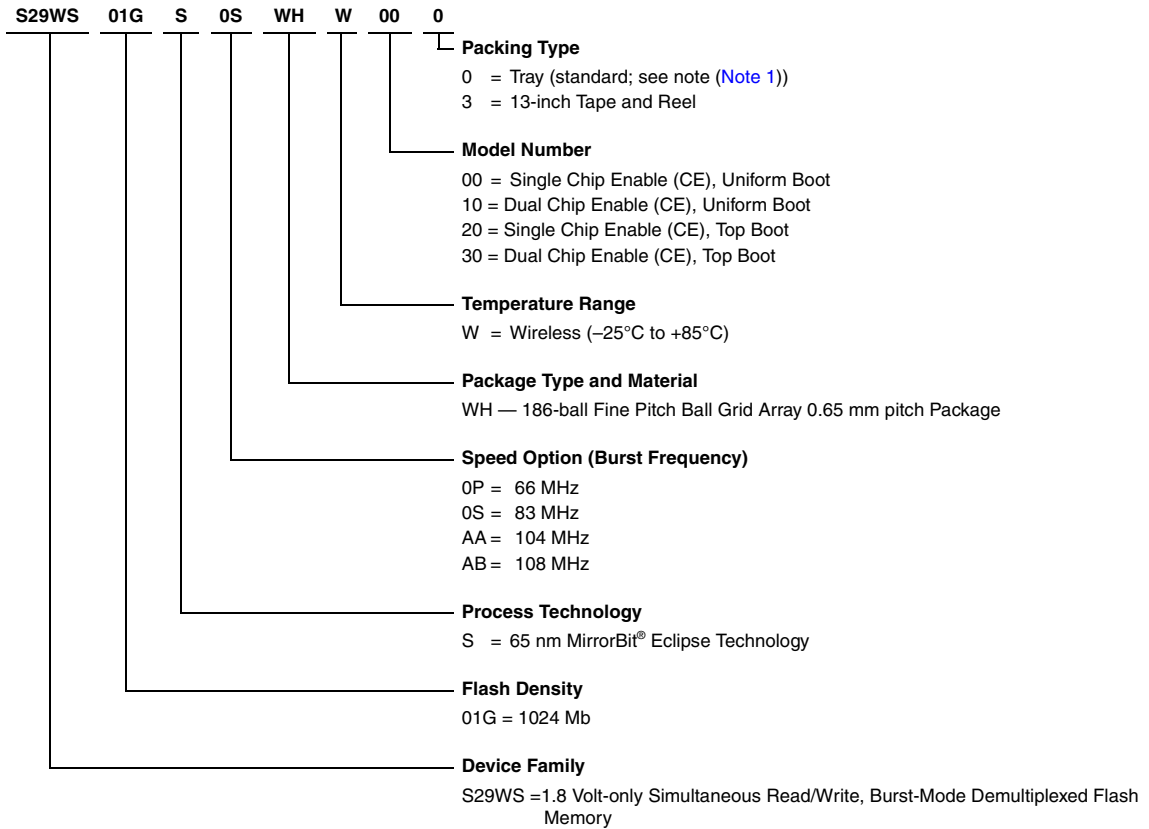 S29WS 01G S 0S WH W 00 0
Packing Type
0 = Tray (standard; see note (Note 1))
3 = 13-inch Tape and Reel
Model Number
00 = Single Chip Enable (CE), Uniform Boot
10 = Dual Chip Enable (CE), Uniform Boot
20 = Single Chip Enable (CE), Top Boot
30 = Dual Chip Enable (CE), Top Boot
Temperature Range
W = Wireless (–25°C to +85°C)
Package Type and Material
WH — 186-ball Fine Pitch Ball Grid Array 0.65 mm pitch Package
Speed Option (Burst Frequency)
0P = 66 MHz
0S = 83 MHz
AA = 104 MHz
AB = 108 MHz
Process Technology
S = 65 nm MirrorBit® Eclipse Technology
Flash Density
01G = 1024 Mb
Device Family
S29WS =1.8 Volt-only Simultaneous Read/Write, Burst-Mode Demultiplexed Flash
Memory